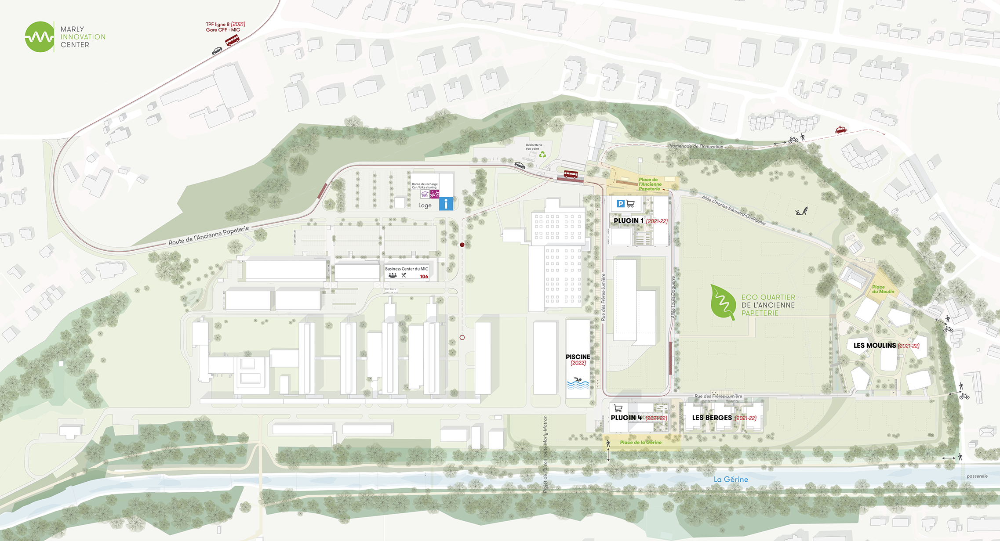 MARLY
INNOVATION
CENTER
TPF ligne 8 (2021)
Gare CFF - MIC
Déchetterie
éco point
Promenade de l'Innovation
Borne de recharge
Car / bike sharing
MOVE
Loge
i
Place de
l'Ancienne
Papeterie
P
PLUGIN 1 (2021-22)
Allée Charles-Edouard-Guillaume
Route de l'Ancienne Papeterie
Business Center du MIC
106
Rue des Frères-Lumière
Allée Louis-Daguerre
ECO QUARTIER
DE L'ANCIENNE
PAPETERIE
Place
du Moulin
LES MOULINS (2021-22)
PISCINE
(2022)
Rue des Frères-Lumière
PLUGIN 4 (2021-22)
LES BERGES (2021-22)
Place de la Gérine
Projet de liaison route Marly-Matran
La Gérine
passerelle